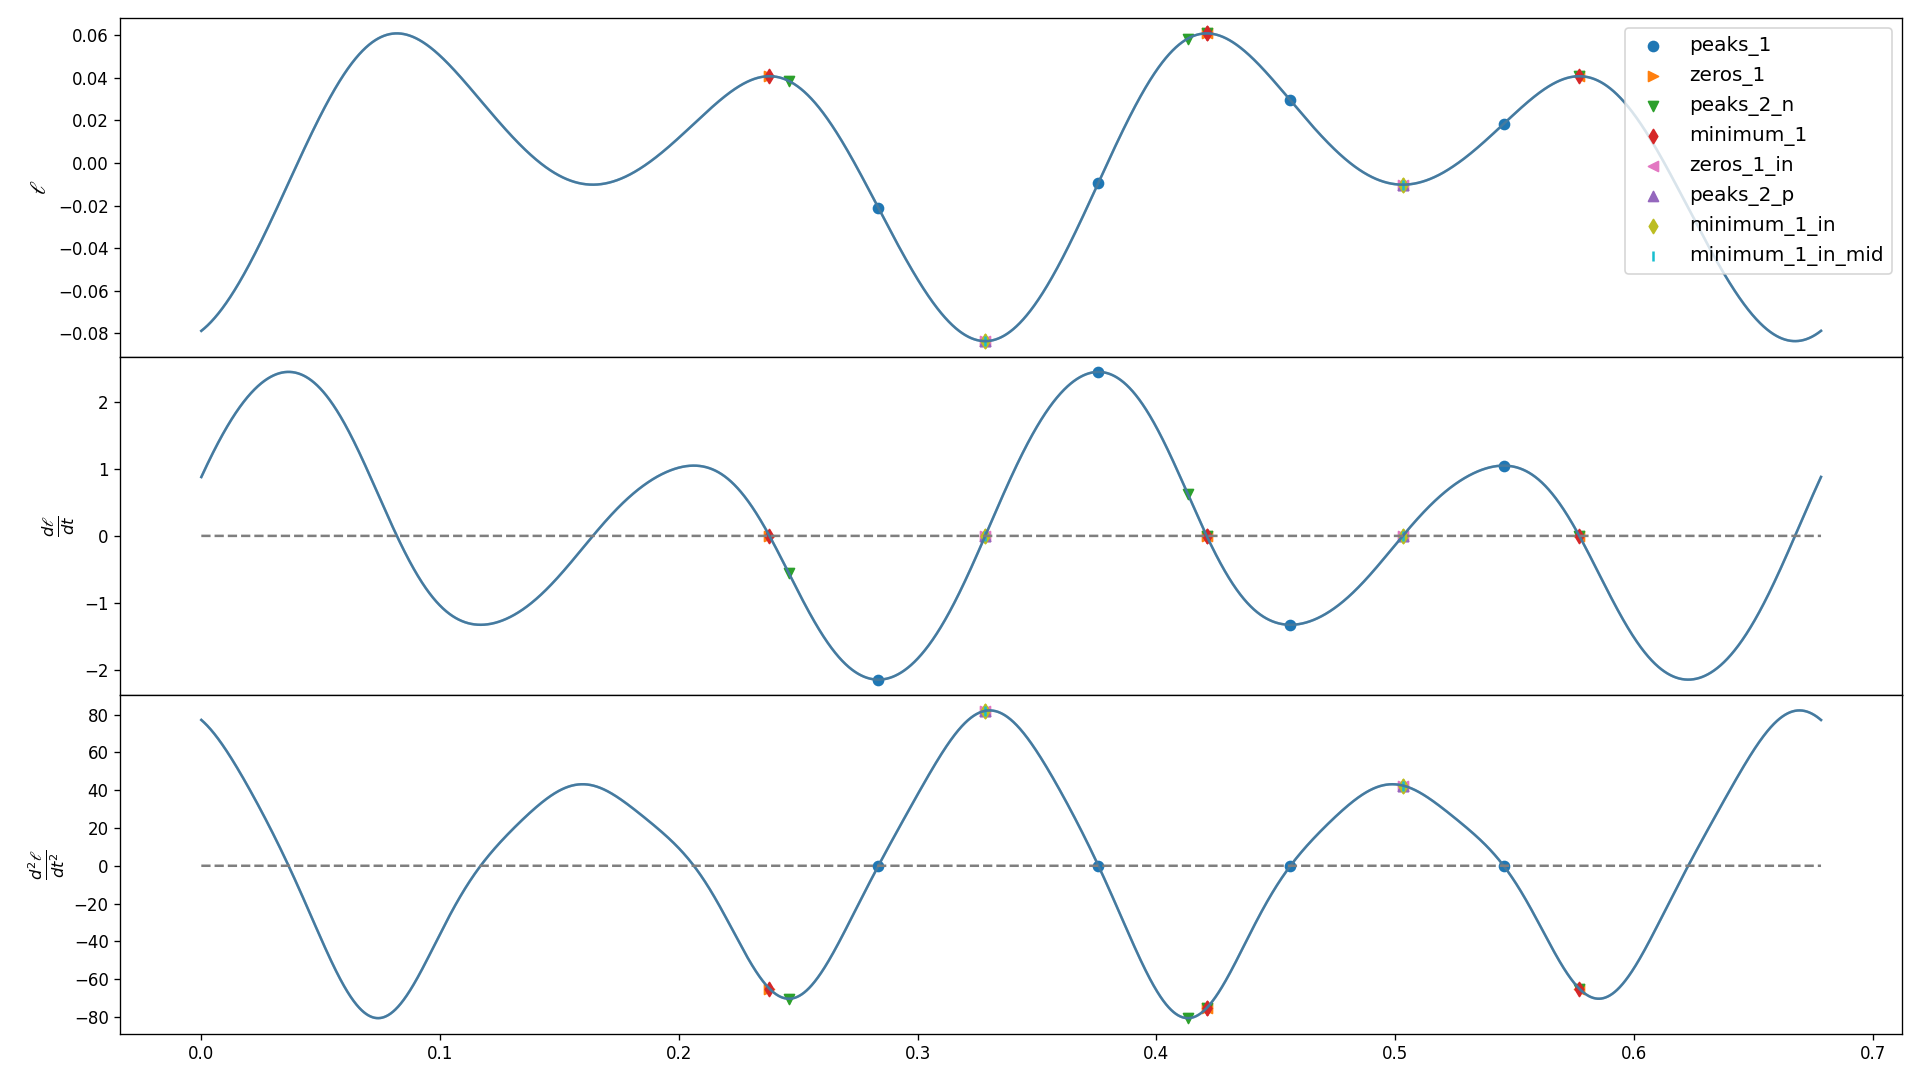 0.06
0.04
0.02
0.00
−0.02
−0.04
−0.06
−0.08
ℓ
peaks_1
zeros_1
peaks_2_n
minimum_1
zeros_1_in
peaks_2_p
minimum_1_in
minimum_1_in_mid
2
1
0
−1
−2
dℓ
dt
80
60
40
20
0
−20
−40
−60
−80
d²ℓ
dt²
0.0 0.1 0.2 0.3 0.4 0.5 0.6 0.7